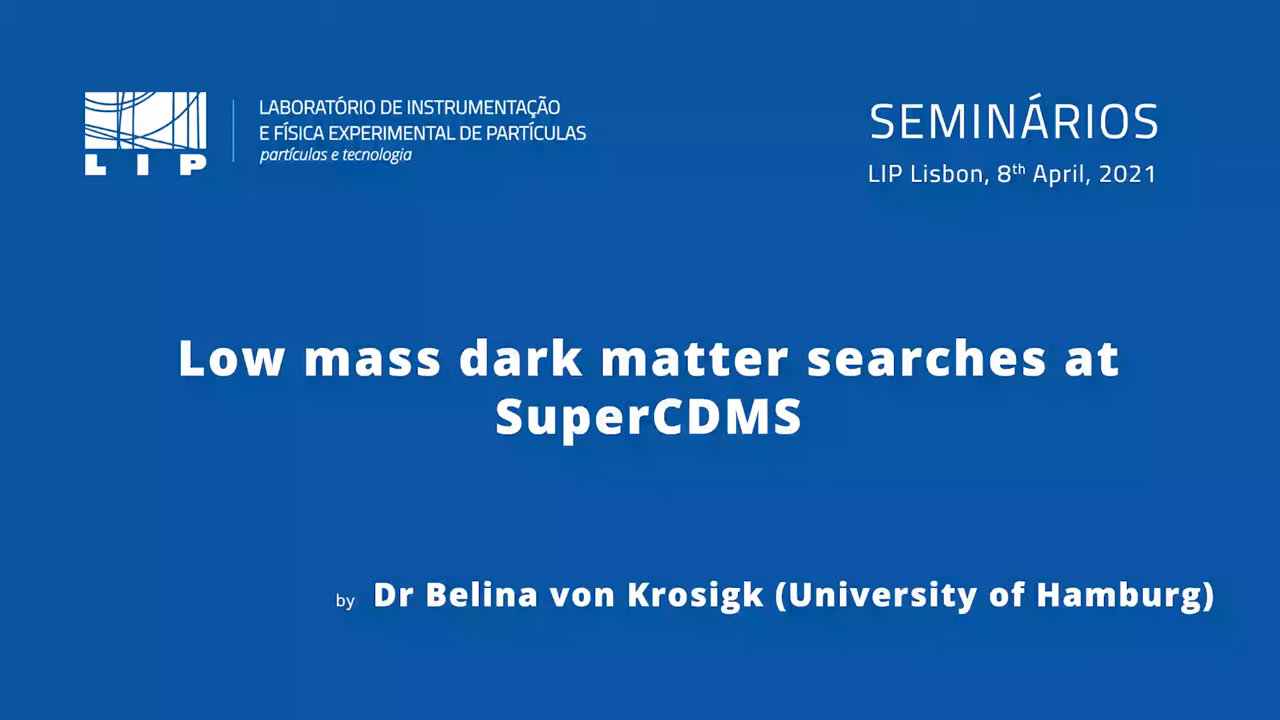 LIP
LABORATÓRIO DE INSTRUMENTAÇÃO
E FÍSICA EXPERIMENTAL DE PARTÍCULAS
partículas e tecnologia
SEMINÁRIOS
LIP Lisbon, 8th April, 2021
Low mass dark matter searches at
SuperCDMS
by Dr Belina von Krosigk (University of Hamburg)